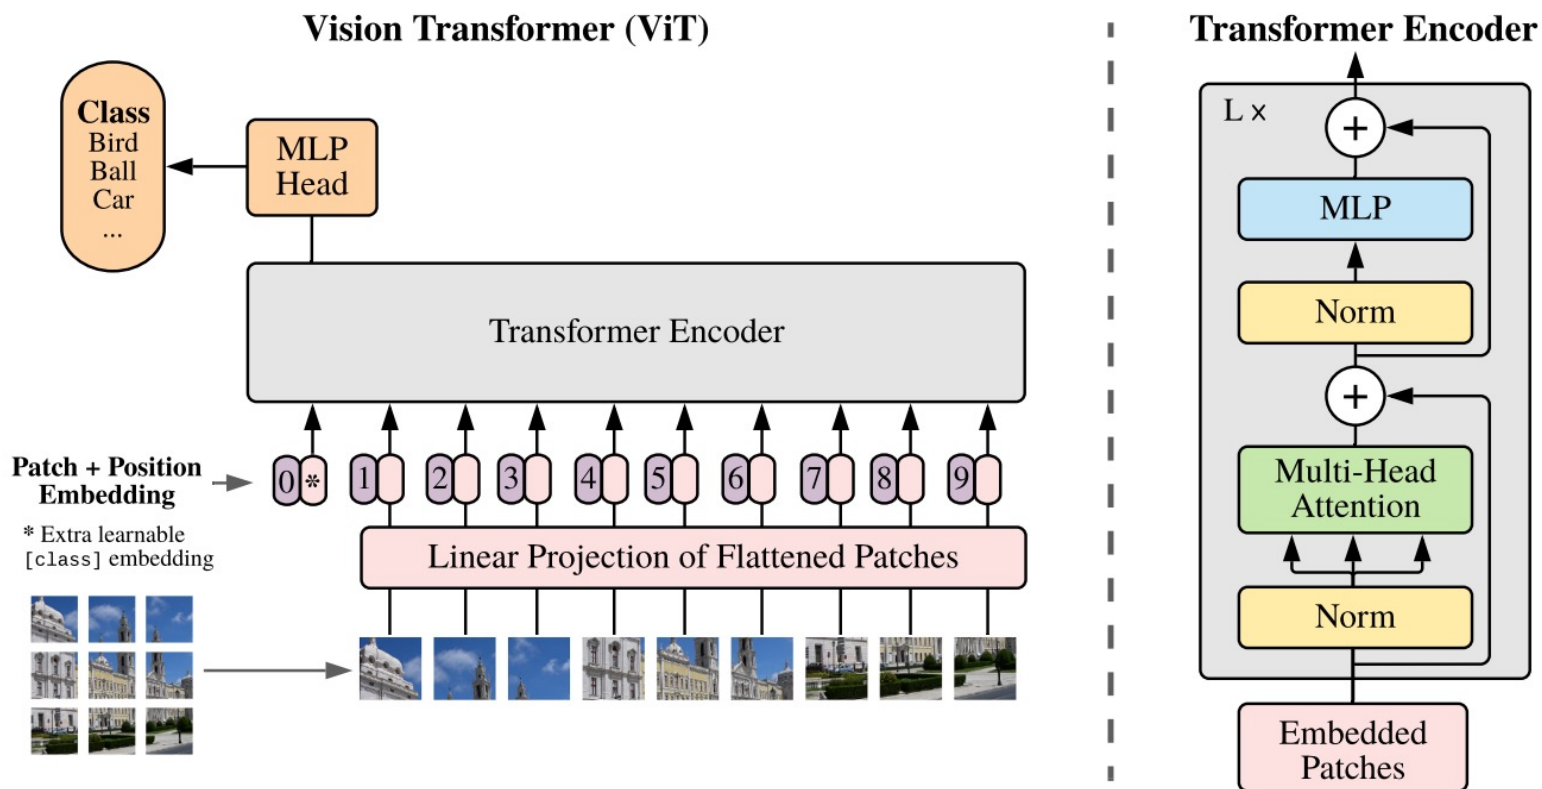 Vision Transformer (ViT)
Class
Bird
Ball
Car
...
MLP
Head
Transformer Encoder
Patch + Position
Embedding
0 * 1 2 3 4 5 6 7 8 9
* Extra learnable
[class] embedding
Linear Projection of Flattened Patches
Transformer Encoder
L x
+
MLP
Norm
+
Multi-Head
Attention
Norm
Embedded
Patches